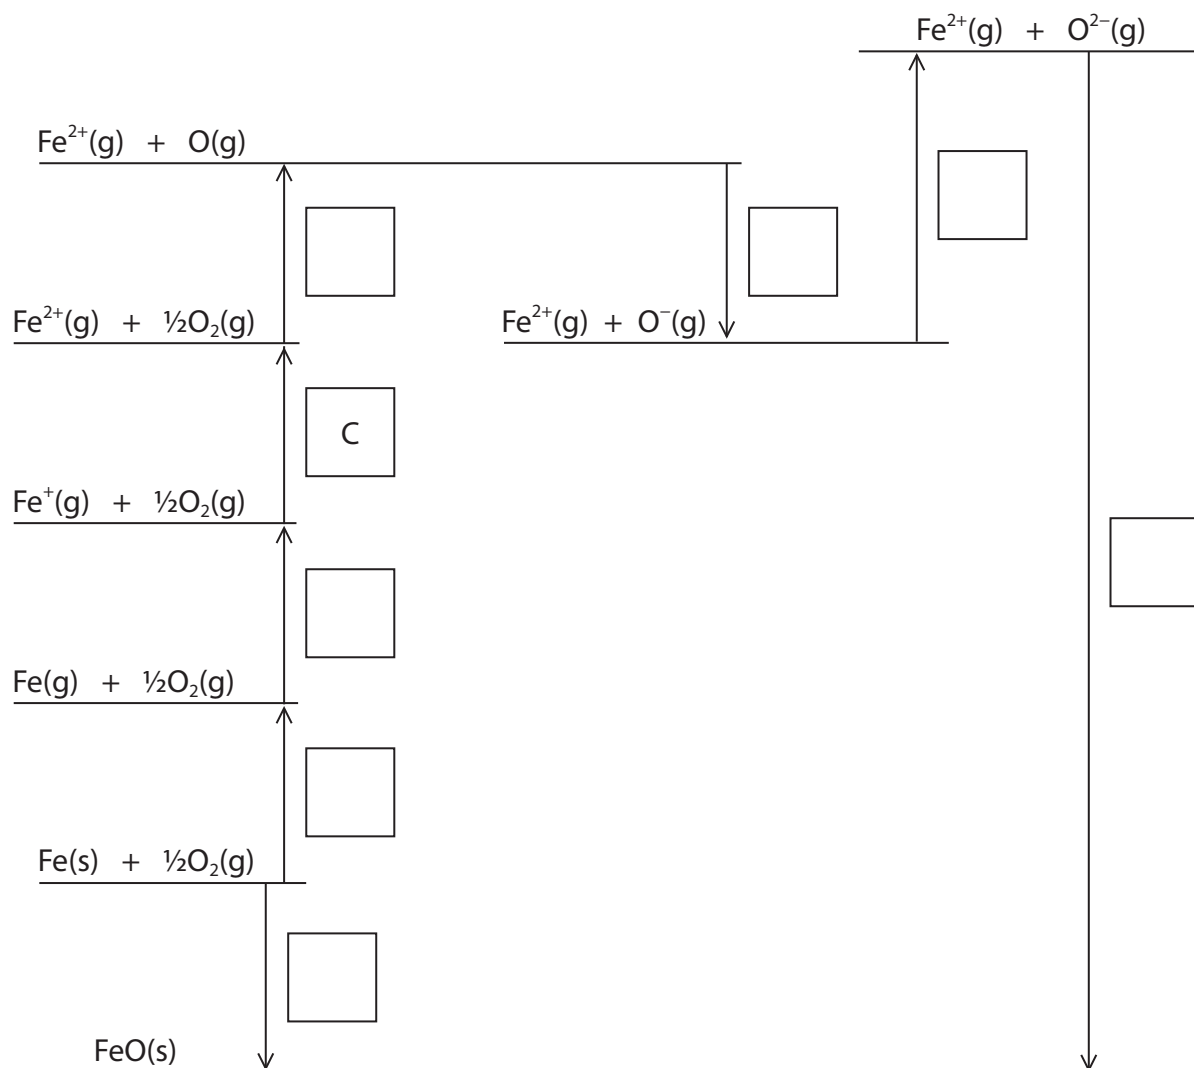 Fe²⁺(g) + O²⁻(g)
Fe²⁺(g) + O(g)
Fe²⁺(g) + ½O₂(g)
Fe²⁺(g) + O⁻(g)
C
Fe⁺(g) + ½O₂(g)
Fe(g) + ½O₂(g)
Fe(s) + ½O₂(g)
FeO(s)